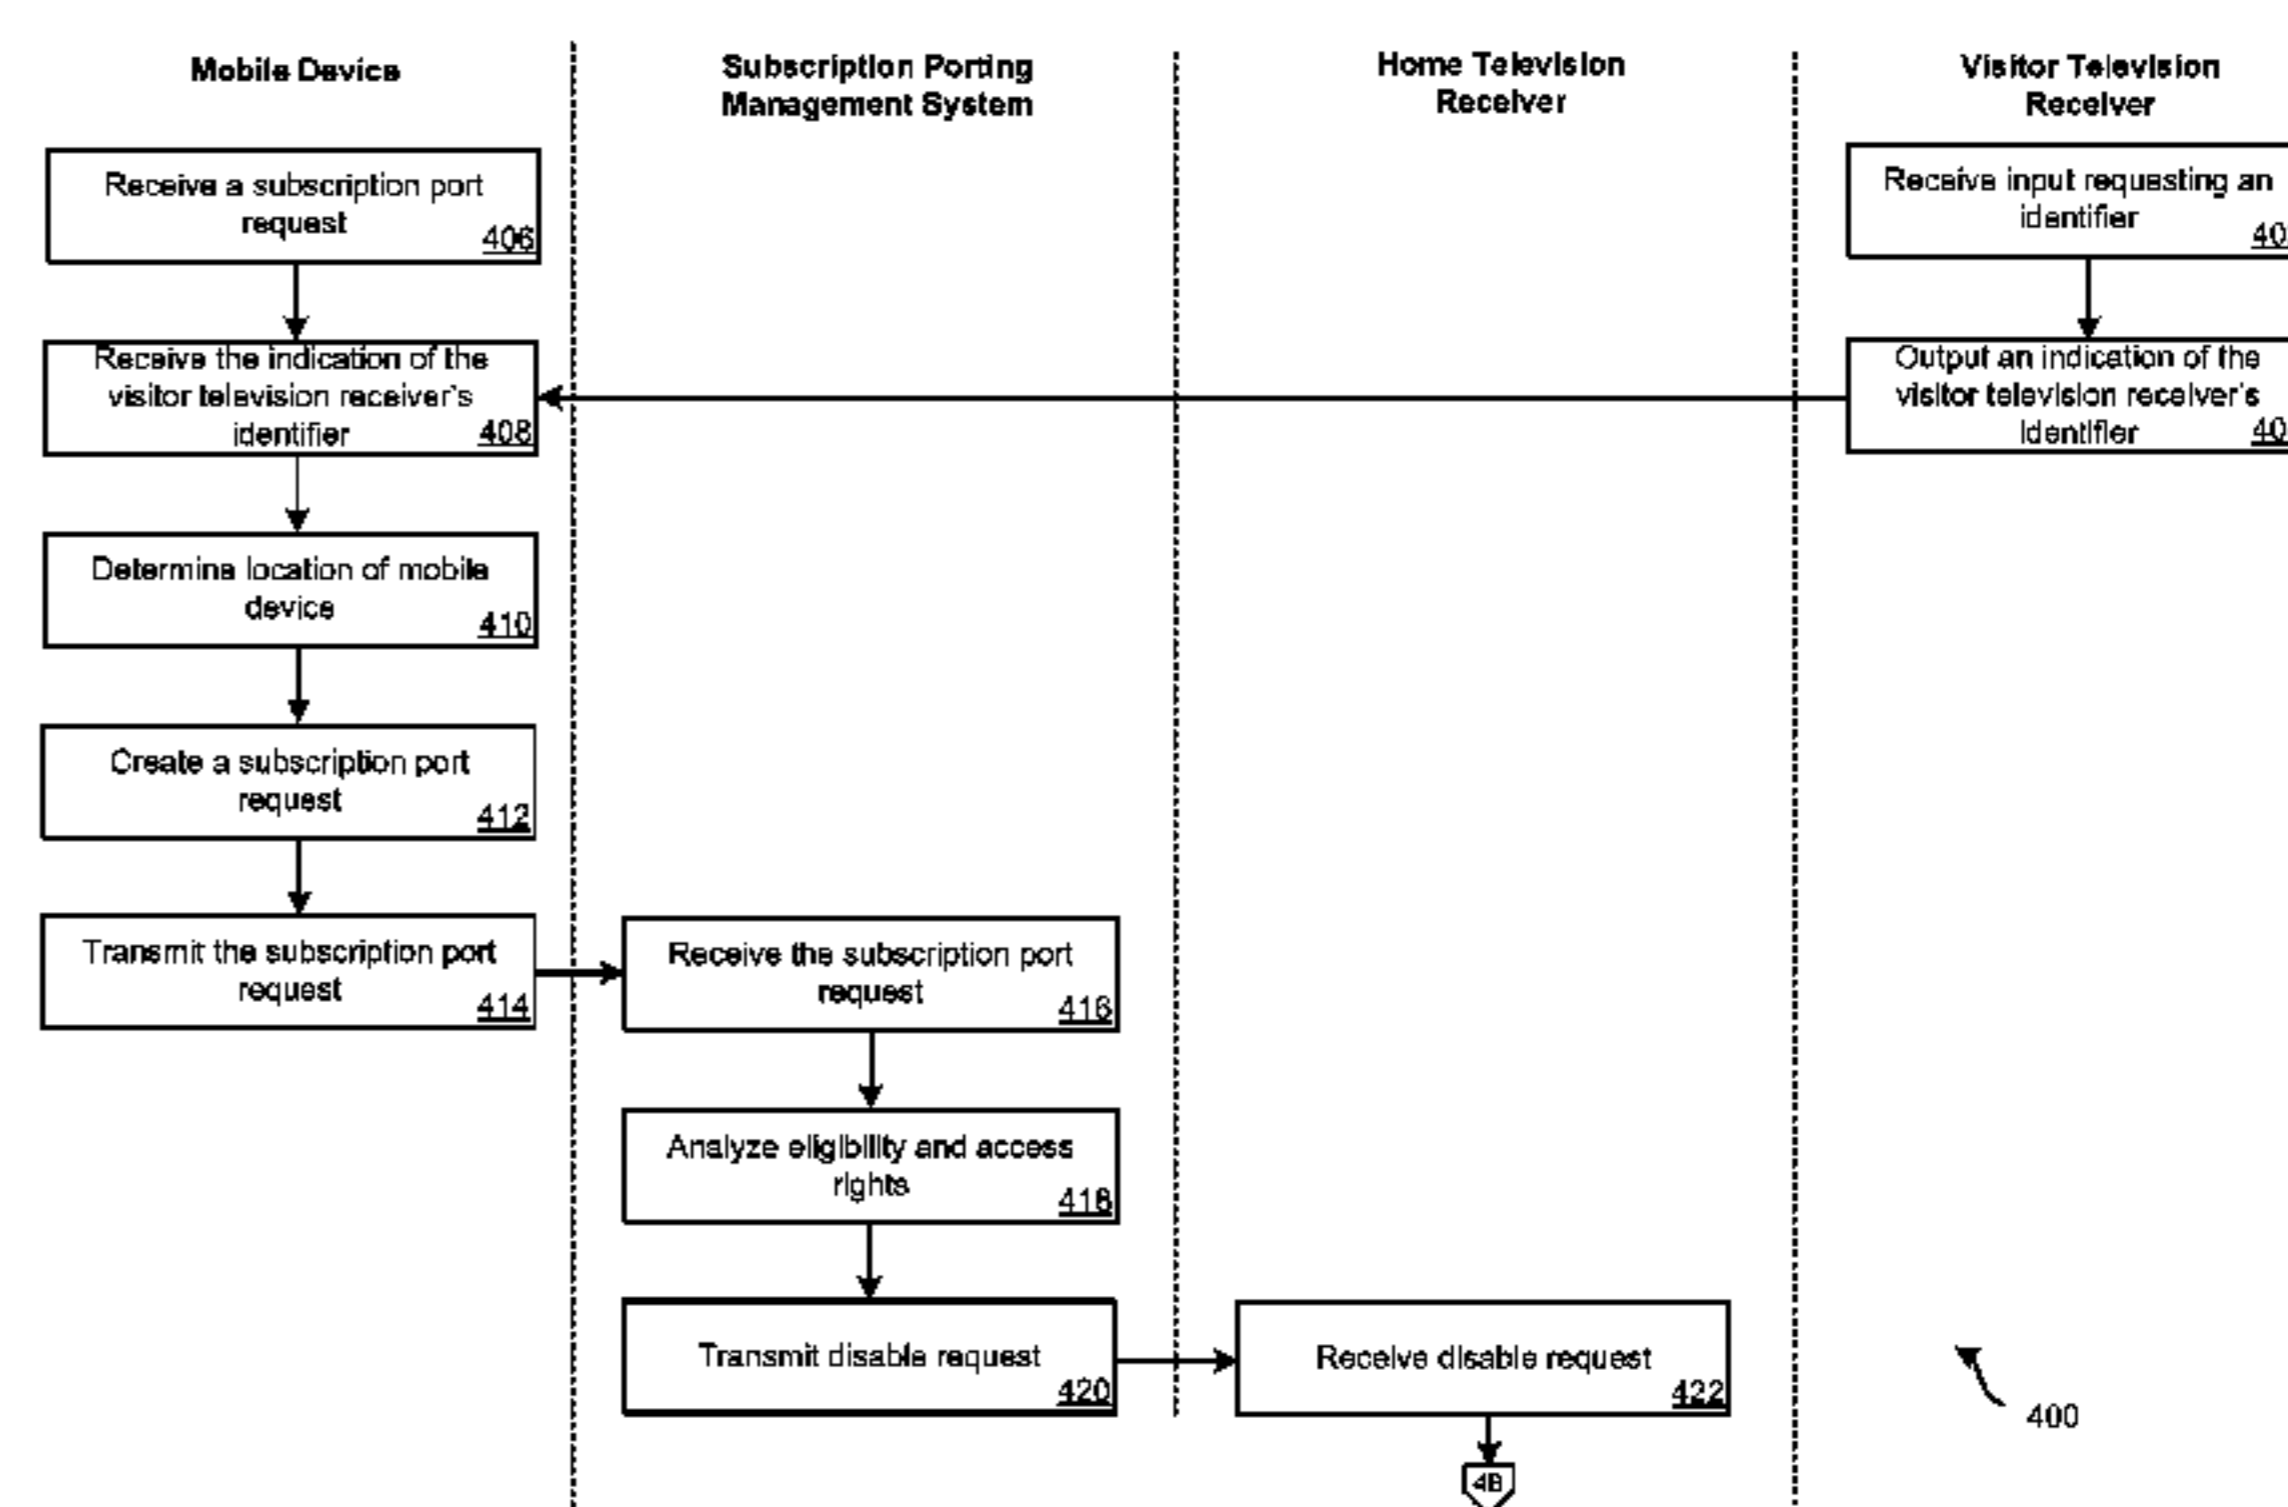 Mobile Device
Subscription Porting
Management System
Home Television
Receiver
Visitor Television
Receiver
Receive a subscription port
request
406
Receive input requesting an
identifier
Receive the indication of the
visitor television receiver's
identifier
408
Output an indication of the
visitor television receiver's
identifier
Determine location of mobile
device
410
Create a subscription port
request
412
Transmit the subscription port
request
414
Receive the subscription port
request
416
Analyze eligibility and access
rights
418
Transmit disable request
420
Receive disable request
422
400
4B